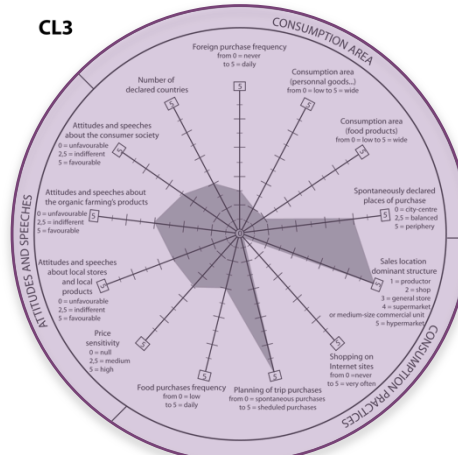 CL3
CONSUMPTION AREA
Foreign purchase frequency
from 0 = never
to 5 = daily
5
Number of
declared countries
5
Consumption area
(personnal goods...)
from 0 = low to 5 = wide
5
Attitudes and speeches
about the consumer society
0 = unfavourable
2,5 = indifferent
5 = favourable
5
Consumption area
(food products)
from 0 = low to 5 = wide
5
Attitudes and speeches about the
organic farming's products
0 = unfavourable
2,5 = indifferent
5 = favourable
5
Spontaneously declared
places of purchase
0 = city-centre
2,5 = balanced
5 = periphery
5
0
ATTITUDES AND SPEECHES
Attitudes and speeches
about local stores
and local
products
0 = unfavourable
2,5 = indifferent
5 = favourable
5
Sales location
dominant structure
1 = productor
2 = shop
3 = general store
4 = supermarket
or medium-size commercial unit
5 = hypermarket
5
Price
sensitivity
0 = null
2,5 = medium
5 = high
5
Shopping on
Internet sites
from 0 =never
to 5 = very often
5
Food purchases frequency
from 0 = low
to 5 = daily
5
Planning of trip purchases
from 0 = spontaneous purchases
to 5 = sheduled purchases
5
CONSUMPTION PRACTICES